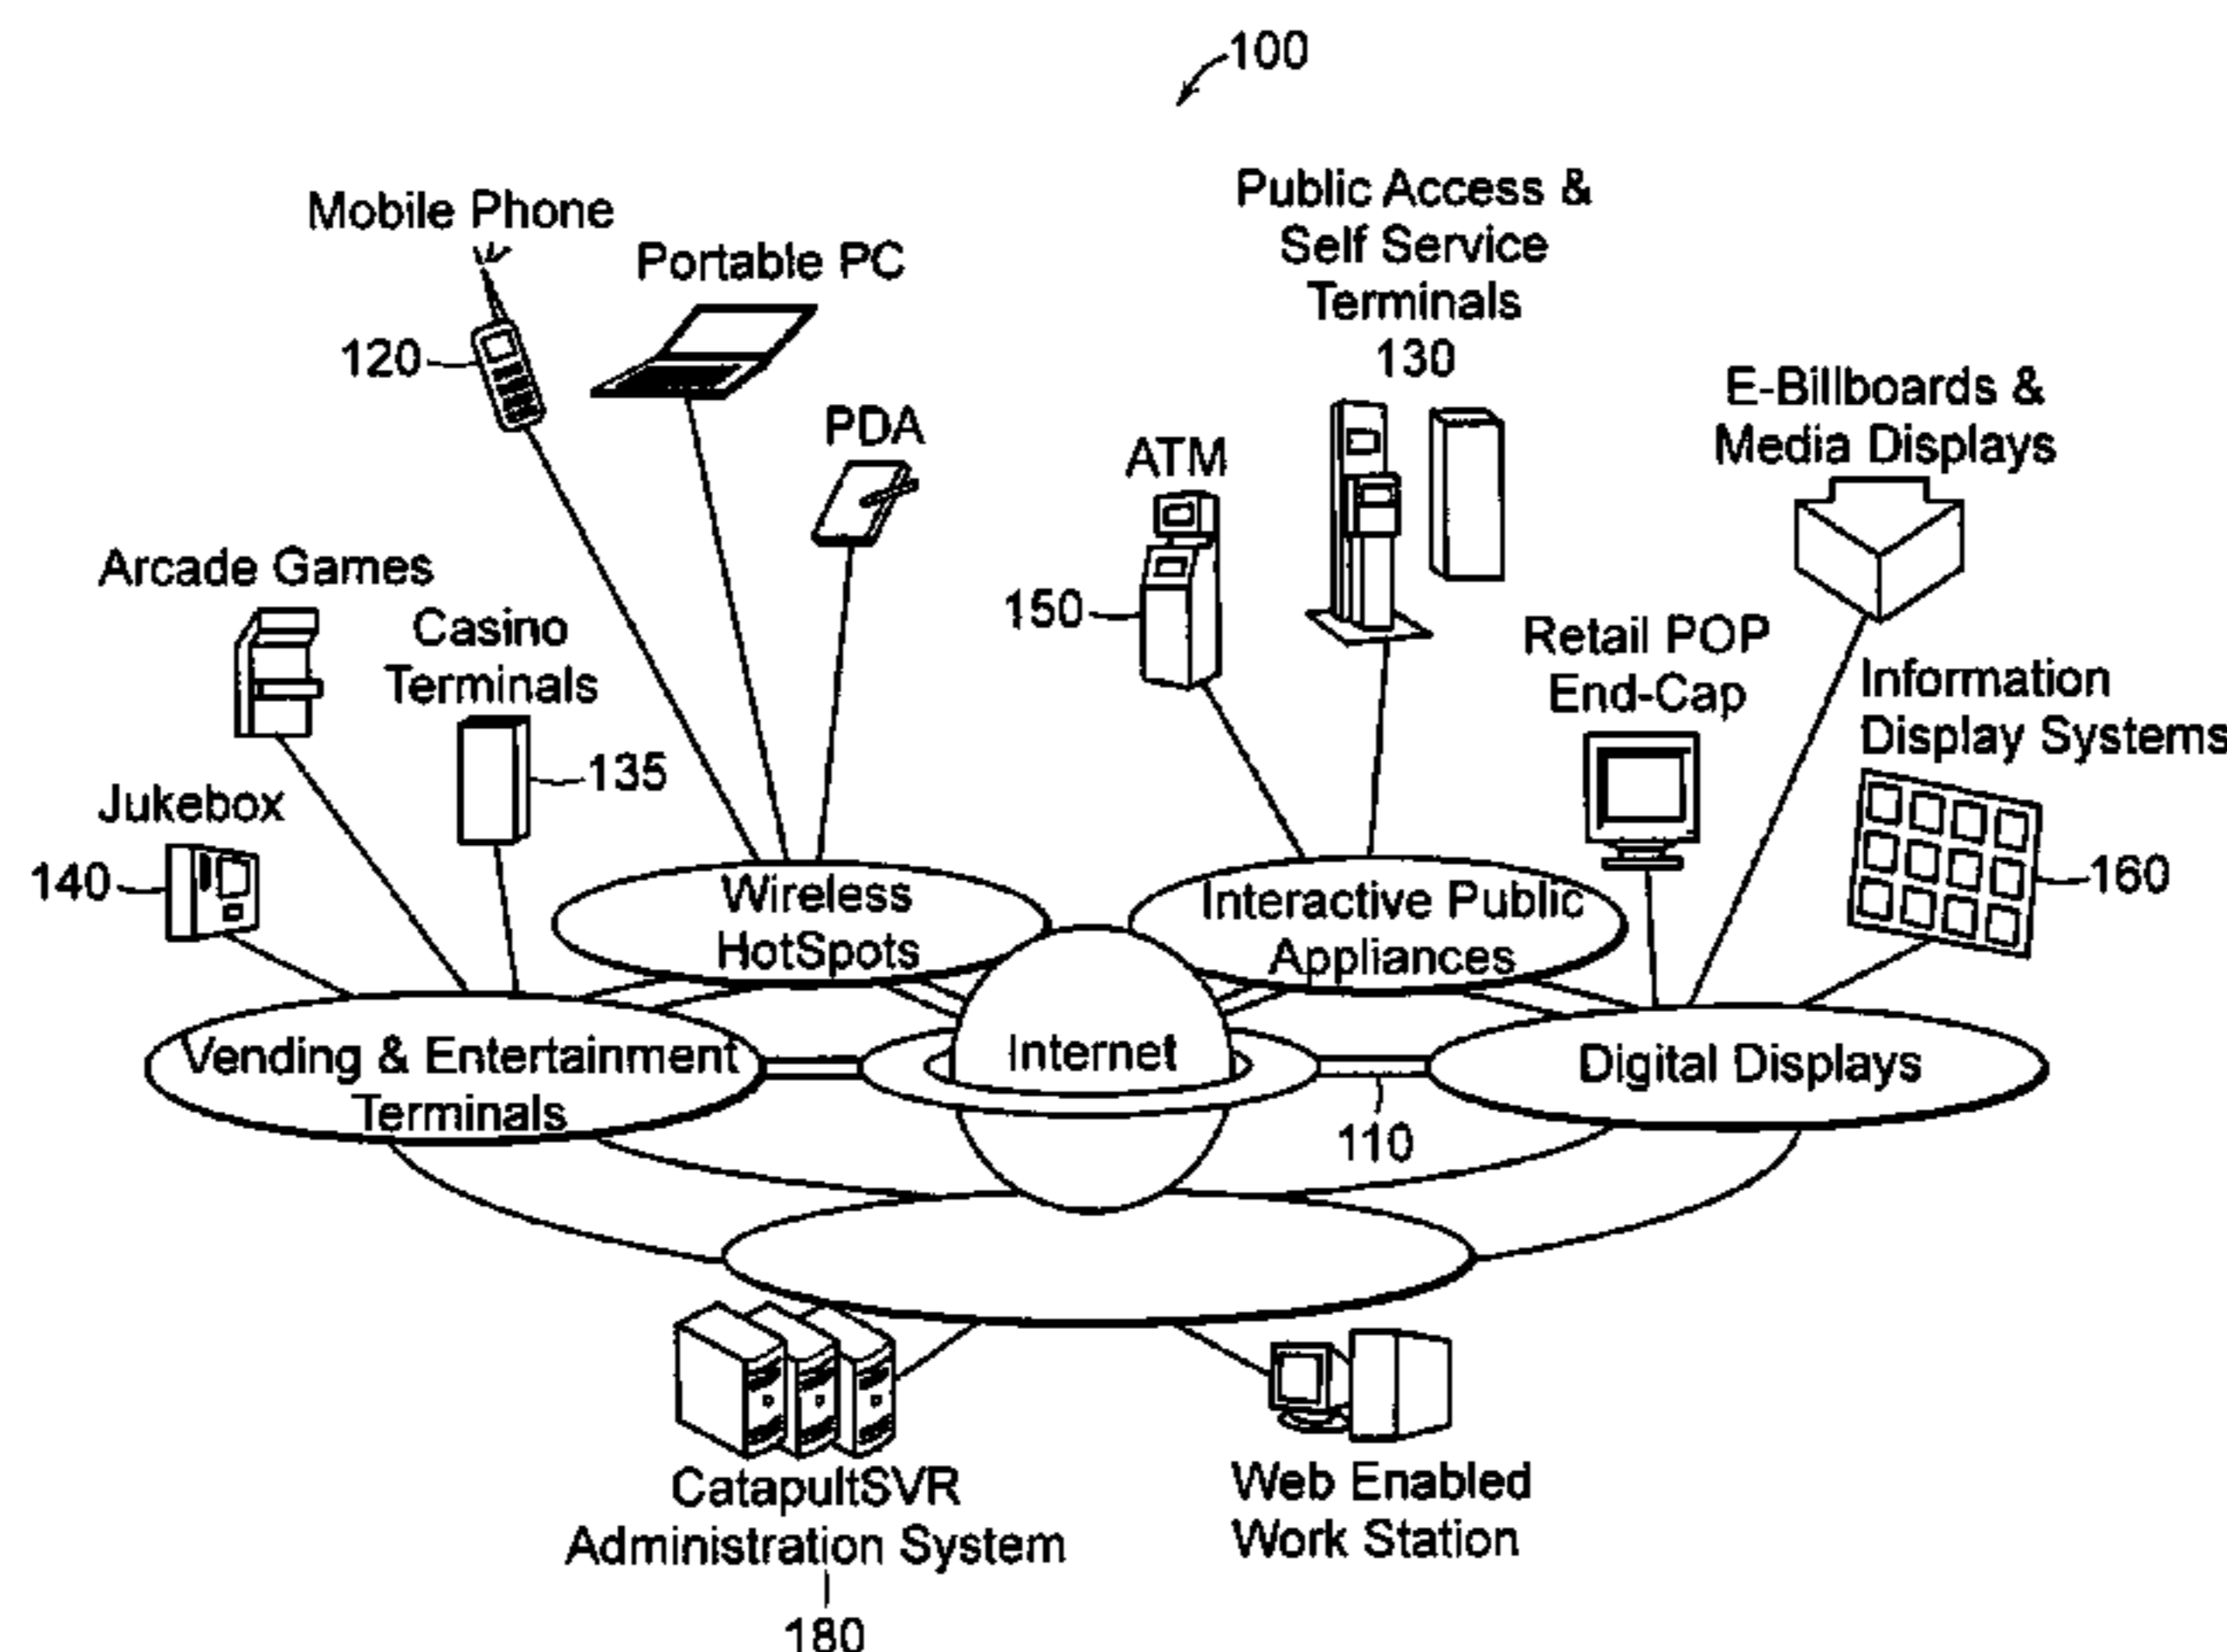 100
Mobile Phone
120
Portable PC
PDA
Public Access &
Self Service
Terminals
130
ATM
150
E-Billboards &
Media Displays
Retail POP
End-Cap
Information
Display Systems
160
Arcade Games
Casino
Terminals
135
Jukebox
140
Wireless
HotSpots
Interactive Public
Appliances
Vending & Entertainment
Terminals
Internet
Digital Displays
110
CatapultSVR
Administration System
180
Web Enabled
Work Station